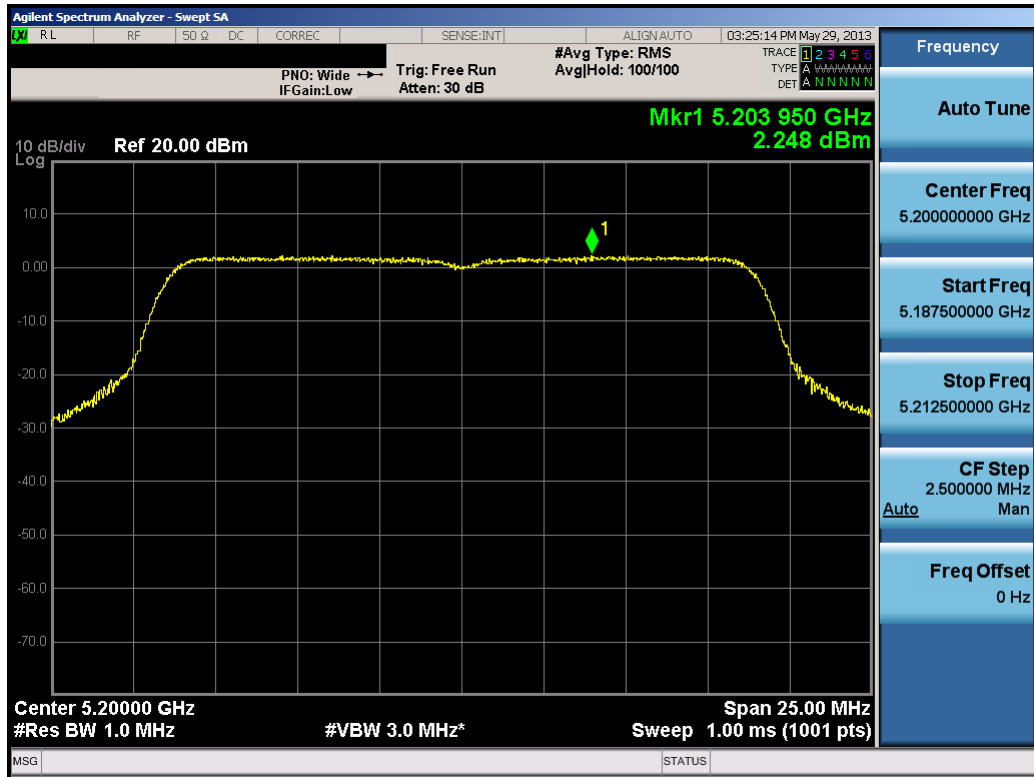 Agilent Spectrum Analyzer - Swept SA
LXI RL RF 50 Ω DC CORREC SENSE:INT ALIGNAUTO 03:25:14 PM May 29, 2013
PNO: Wide
IFGain:Low
Trig: Free Run
Atten: 30 dB
#Avg Type: RMS
Avg|Hold: 100/100
TRACE 1 2 3 4 5 6
TYPE A WWWWW
DET A N N N N N
Mkr1 5.203 950 GHz
2.248 dBm
10 dB/div Ref 20.00 dBm
Log
10.0
0.00
-10.0
-20.0
-30.0
-40.0
-50.0
-60.0
-70.0
1
Center 5.20000 GHz Span 25.00 MHz
#Res BW 1.0 MHz #VBW 3.0 MHz* Sweep 1.00 ms (1001 pts)
MSG STATUS
Frequency
Auto Tune
Center Freq
5.200000000 GHz
Start Freq
5.187500000 GHz
Stop Freq
5.212500000 GHz
CF Step
2.500000 MHz
Auto Man
Freq Offset
0 Hz